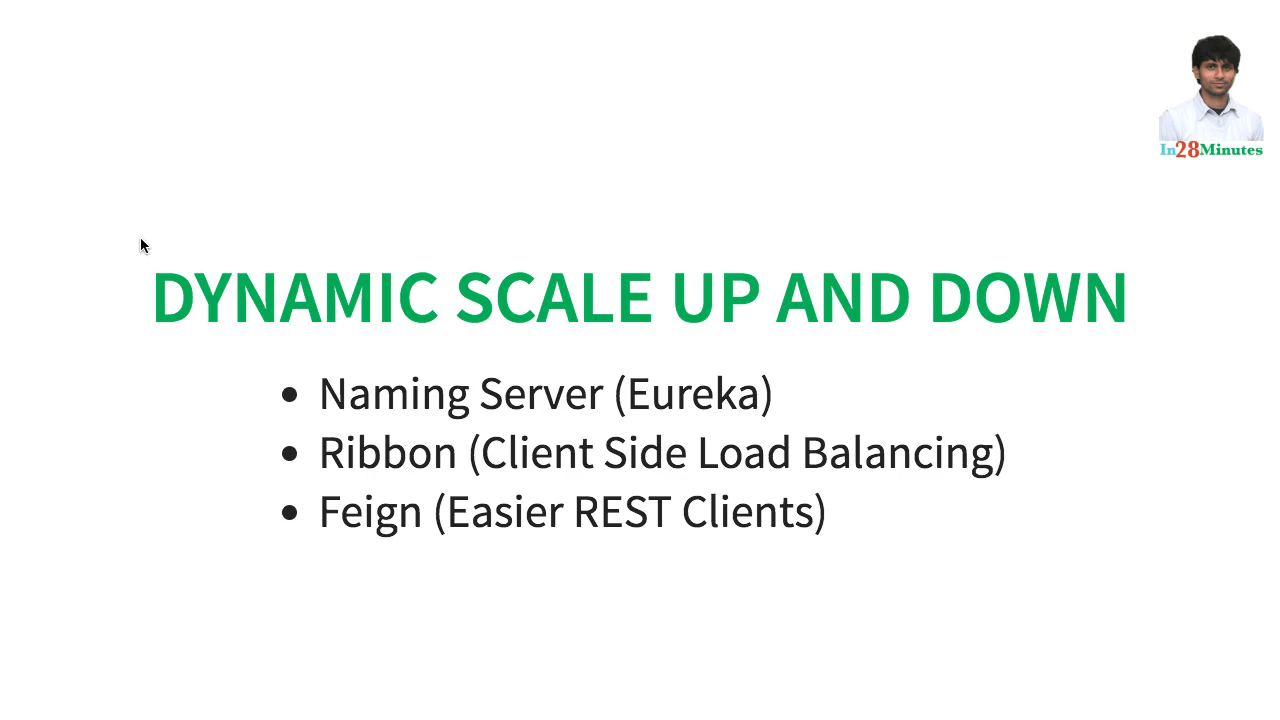 In28Minutes
DYNAMIC SCALE UP AND DOWN
Naming Server (Eureka)
Ribbon (Client Side Load Balancing)
Feign (Easier REST Clients)